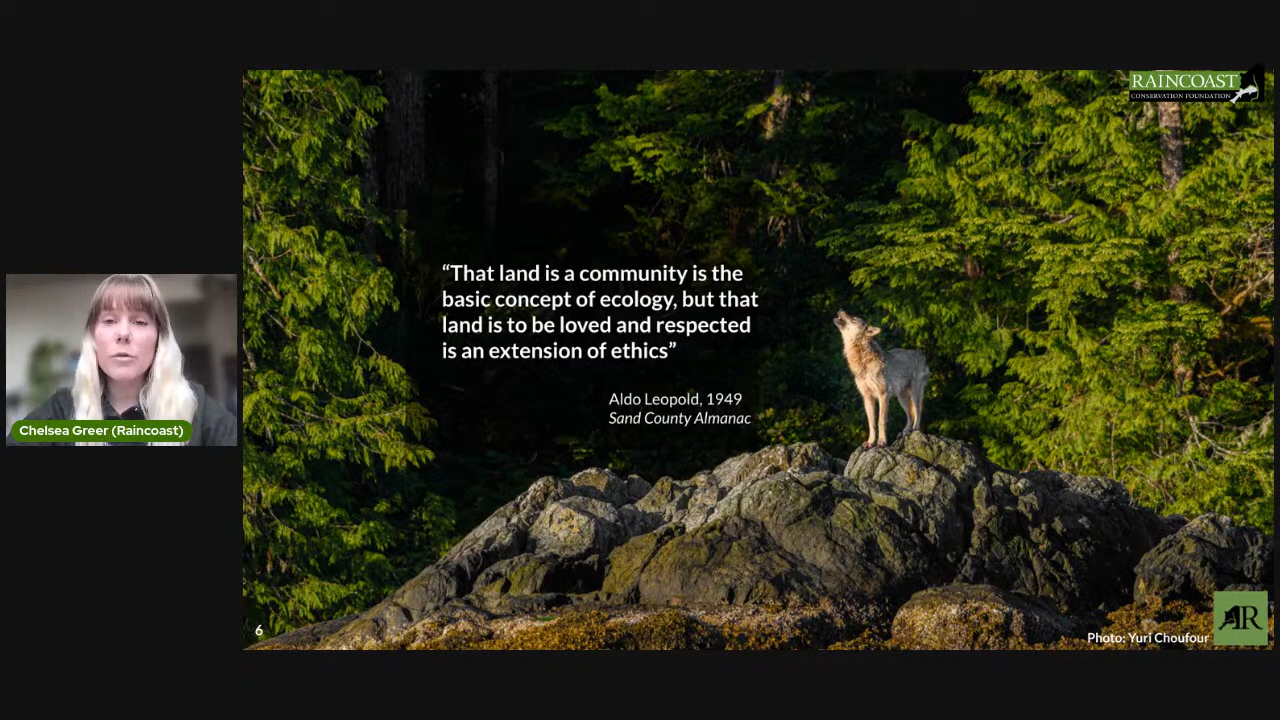 RAINCOAST
CONSERVATION FOUNDATION
“That land is a community is the
basic concept of ecology, but that
land is to be loved and respected
is an extension of ethics”
Aldo Leopold, 1949
Sand County Almanac
Chelsea Greer (Raincoast)
6
Photo: Yuri Choufour
R